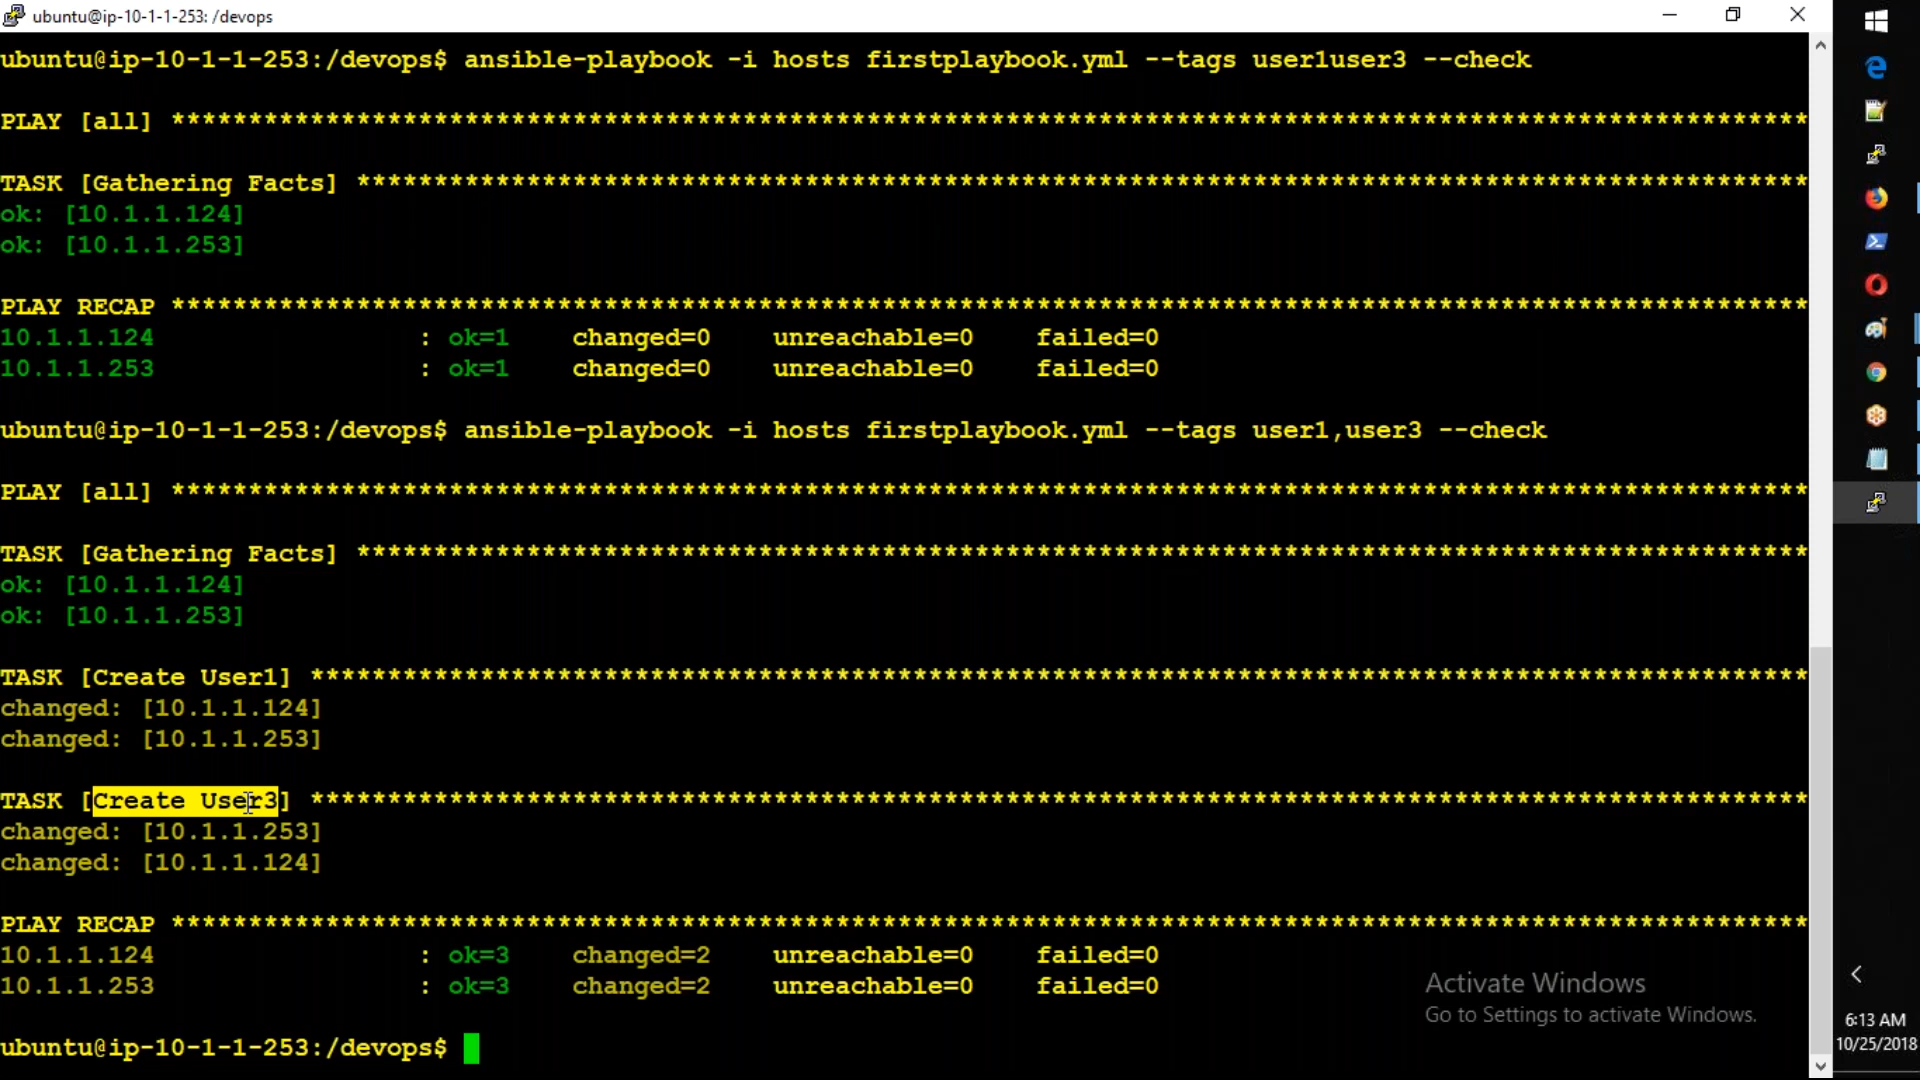 ubuntu@ip-10-1-1-253: /devops
ubuntu@ip-10-1-1-253:/devops$ ansible-playbook -i hosts firstplaybook.yml --tags user1user3 --check
PLAY [all] **********************************************************************************************************
TASK [Gathering Facts] **********************************************************************************************
ok: [10.1.1.124]
ok: [10.1.1.253]
PLAY RECAP **********************************************************************************************************
10.1.1.124 : ok=1 changed=0 unreachable=0 failed=0
10.1.1.253 : ok=1 changed=0 unreachable=0 failed=0
ubuntu@ip-10-1-1-253:/devops$ ansible-playbook -i hosts firstplaybook.yml --tags user1,user3 --check
PLAY [all] **********************************************************************************************************
TASK [Gathering Facts] **********************************************************************************************
ok: [10.1.1.124]
ok: [10.1.1.253]
TASK [Create User1] *************************************************************************************************
changed: [10.1.1.124]
changed: [10.1.1.253]
TASK [Create User3] *************************************************************************************************
changed: [10.1.1.253]
changed: [10.1.1.124]
PLAY RECAP **********************************************************************************************************
10.1.1.124 : ok=3 changed=2 unreachable=0 failed=0
10.1.1.253 : ok=3 changed=2 unreachable=0 failed=0
ubuntu@ip-10-1-1-253:/devops$
Activate Windows
Go to Settings to activate Windows.
6:13 AM
10/25/2018